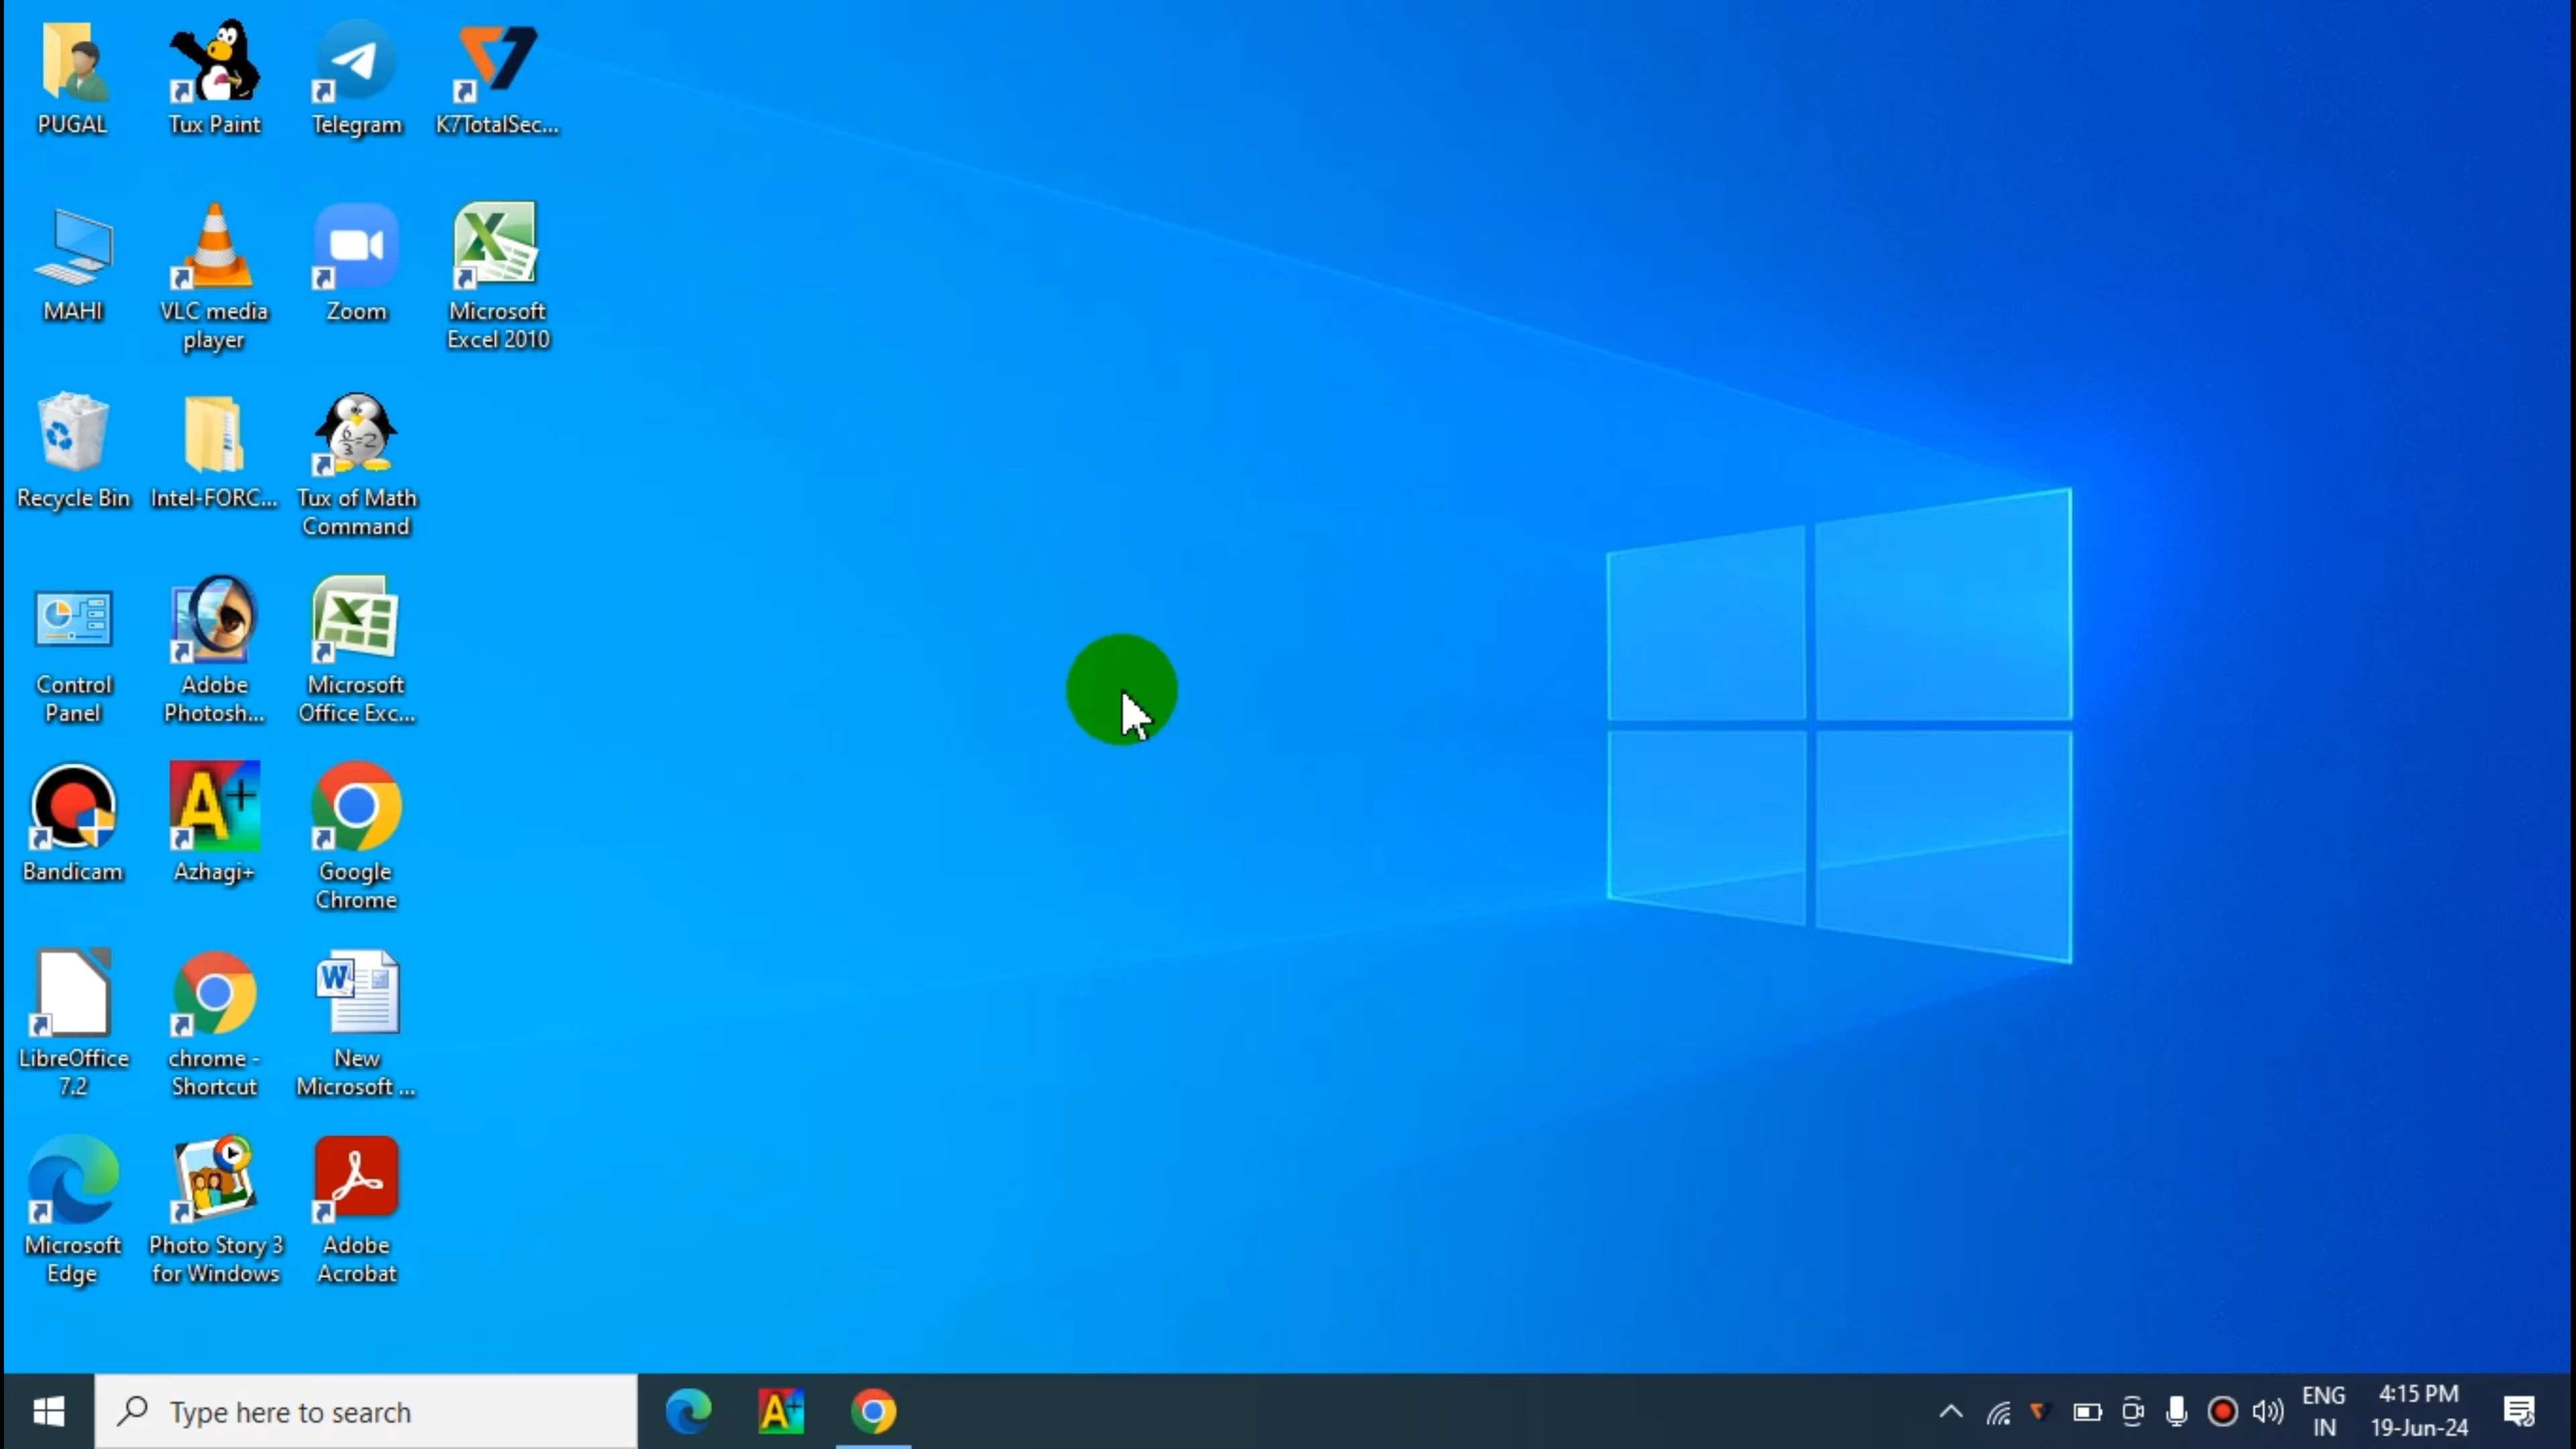 PUGAL
Tux Paint
Telegram
K7TotalSec...
MAHI
VLC media
player
Zoom
Microsoft
Excel 2010
Recycle Bin
Intel-FORC...
6
3 =2
Tux of Math
Command
Control
Panel
Adobe
Photosh...
Microsoft
Office Exc...
Bandicam
A+
Azhagi+
Google
Chrome
LibreOffice
7.2
chrome -
Shortcut
W
New
Microsoft ...
Microsoft
Edge
Photo Story 3
for Windows
Adobe
Acrobat
Type here to search
A+
ENG
IN
4:15 PM
19-Jun-24